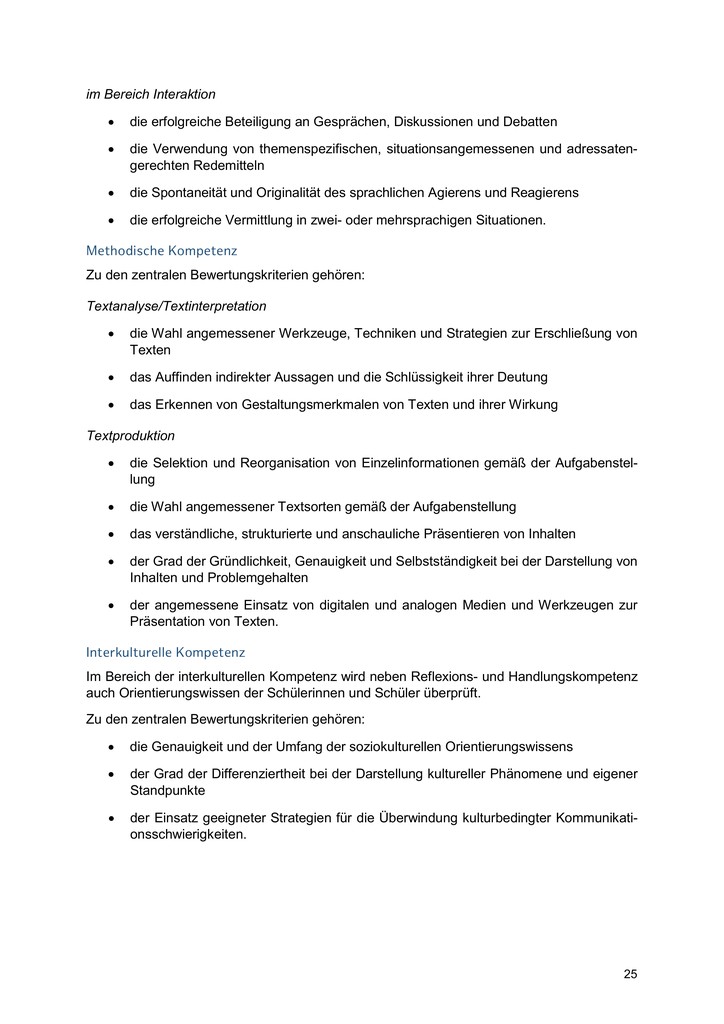 im Bereich Interaktion
• die erfolgreiche Beteiligung an Gesprächen, Diskussionen und Debatten
• die Verwendung von themenspezifischen, situationsangemessenen und adressaten-
gerechten Redemitteln
• die Spontaneität und Originalität des sprachlichen Agierens und Reagierens
• die erfolgreiche Vermittlung in zwei- oder mehrsprachigen Situationen.
Methodische Kompetenz
Zu den zentralen Bewertungskriterien gehören:
Textanalyse/Textinterpretation
• die Wahl angemessener Werkzeuge, Techniken und Strategien zur Erschließung von
Texten
• das Auffinden indirekter Aussagen und die Schlüssigkeit ihrer Deutung
• das Erkennen von Gestaltungsmerkmalen von Texten und ihrer Wirkung
Textproduktion
• die Selektion und Reorganisation von Einzelinformationen gemäß der Aufgabenstel-
lung
• die Wahl angemessener Textsorten gemäß der Aufgabenstellung
• das verständliche, strukturierte und anschauliche Präsentieren von Inhalten
• der Grad der Gründlichkeit, Genauigkeit und Selbstständigkeit bei der Darstellung von
Inhalten und Problemgehalten
• der angemessene Einsatz von digitalen und analogen Medien und Werkzeugen zur
Präsentation von Texten.
Interkulturelle Kompetenz
Im Bereich der interkulturellen Kompetenz wird neben Reflexions- und Handlungskompetenz
auch Orientierungswissen der Schülerinnen und Schüler überprüft.
Zu den zentralen Bewertungskriterien gehören:
• die Genauigkeit und der Umfang der soziokulturellen Orientierungswissens
• der Grad der Differenziertheit bei der Darstellung kultureller Phänomene und eigener
Standpunkte
• der Einsatz geeigneter Strategien für die Überwindung kulturbedingter Kommunikati-
onsschwierigkeiten.
25